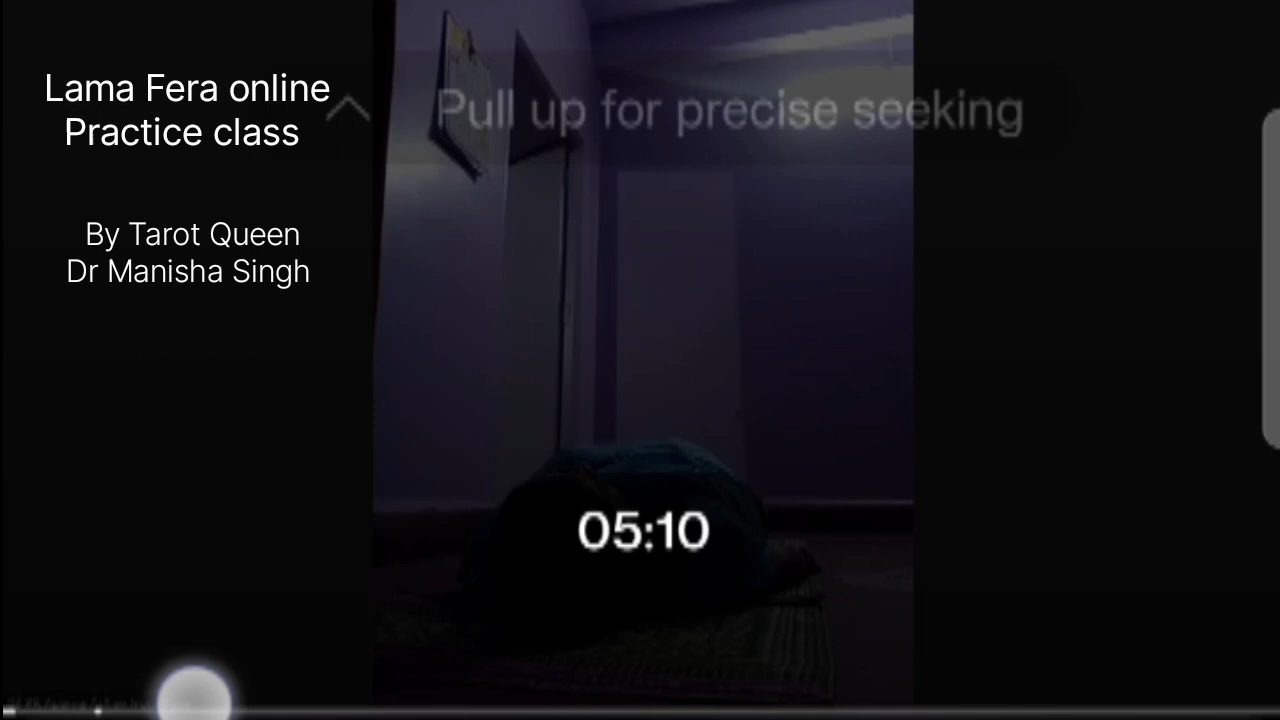 Lama Fera online
Practice class
Pull up for precise seeking
By Tarot Queen
Dr Manisha Singh
05:10